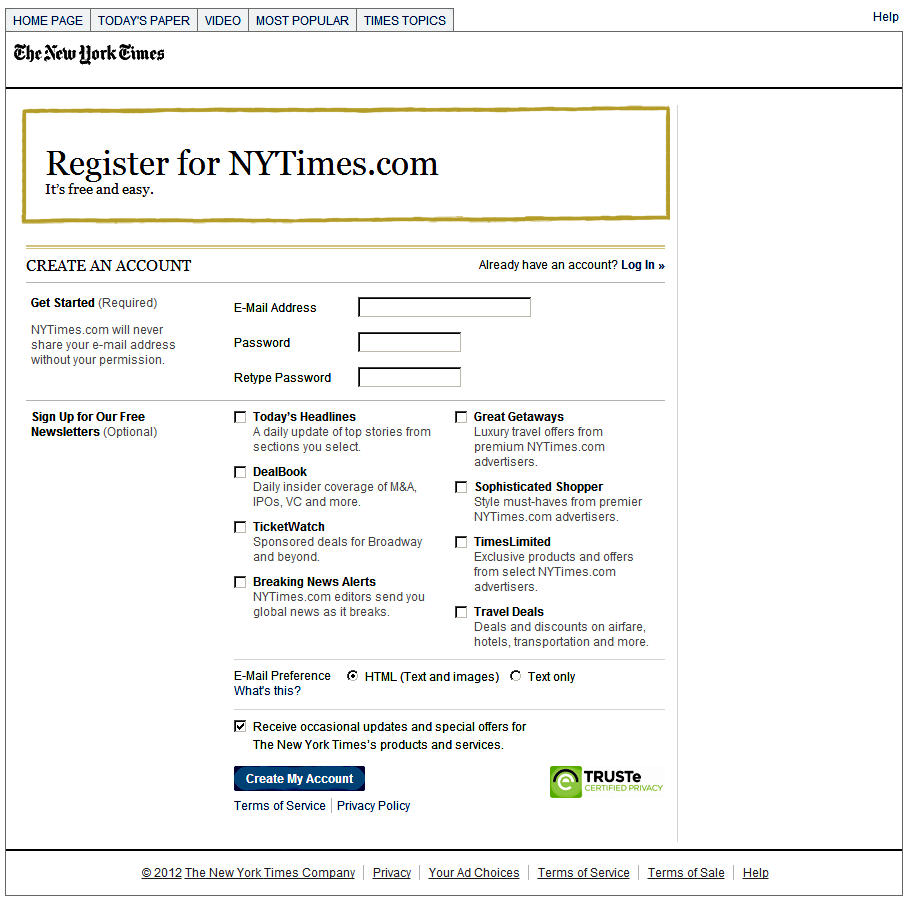 HOME PAGE TODAY'S PAPER VIDEO MOST POPULAR TIMES TOPICS Help
The New York Times
Register for NYTimes.com
It's free and easy.
CREATE AN ACCOUNT Already have an account? Log In »
Get Started (Required)
NYTimes.com will never
share your e-mail address
without your permission.
E-Mail Address
Password
Retype Password
Sign Up for Our Free
Newsletters (Optional)
Today's Headlines
A daily update of top stories from
sections you select.
DealBook
Daily insider coverage of M&A,
IPOs, VC and more.
TicketWatch
Sponsored deals for Broadway
and beyond.
Breaking News Alerts
NYTimes.com editors send you
global news as it breaks.
Great Getaways
Luxury travel offers from
premium NYTimes.com
advertisers.
Sophisticated Shopper
Style must-haves from premier
NYTimes.com advertisers.
TimesLimited
Exclusive products and offers
from select NYTimes.com
advertisers.
Travel Deals
Deals and discounts on airfare,
hotels, transportation and more.
E-Mail Preference HTML (Text and images) Text only
What's this?
Receive occasional updates and special offers for
The New York Times's products and services.
Create My Account
TRUSTe
CERTIFIED PRIVACY
Terms of Service Privacy Policy
© 2012 The New York Times Company Privacy Your Ad Choices Terms of Service Terms of Sale Help